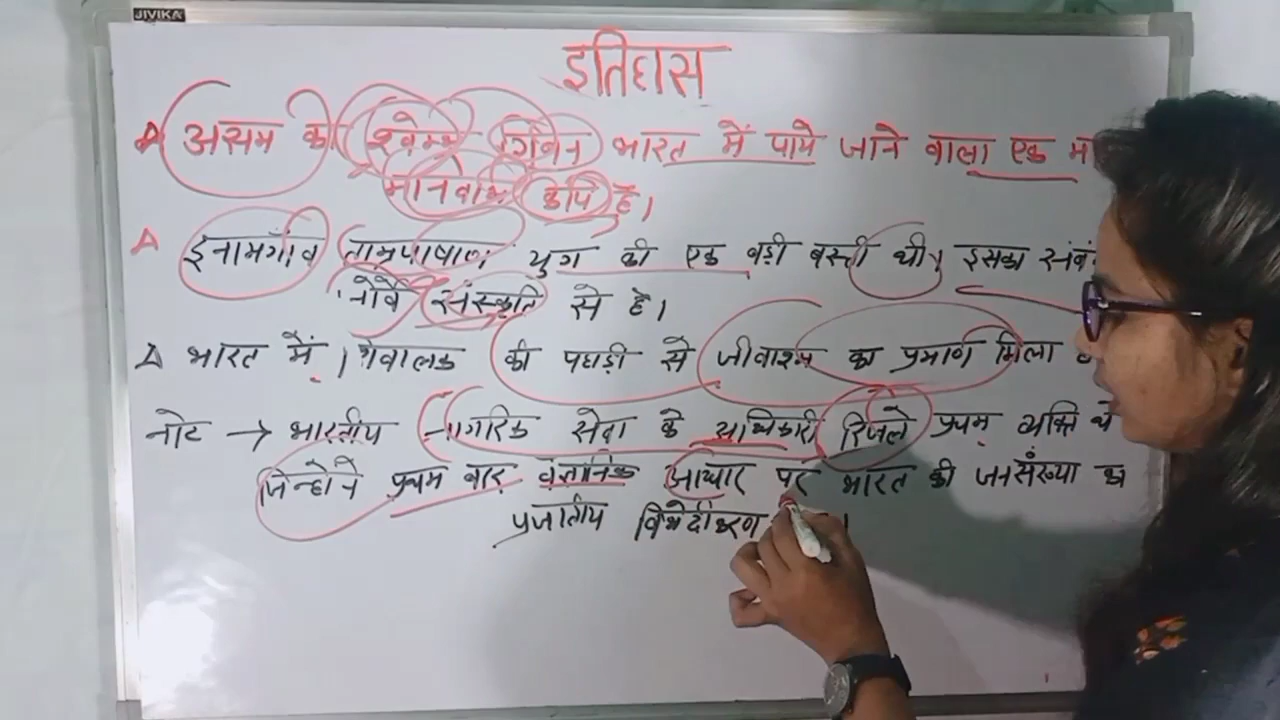 JIVIKA
इतिहास
असम की श्वेम्भ गिबन भारत में पाये जाने वाला एक
मानवाभ कपि है।
इनामगाँव ताम्रपाषाण युग की एक बड़ी बस्ती थी, इसका संबं
जोर्वे संस्कृति से है।
भारत में शिवालक की पहाड़ी से जीवाश्म का प्रमाण मिला
नोट → भारतीय नागरिक सेवा के अधिकारी रिजले प्रथम व्यक्ति थे
जिन्होंने प्रथम बार वैज्ञानिक आधार पर भारत की जनसंख्या का
प्रजातीय विभेदीकरण